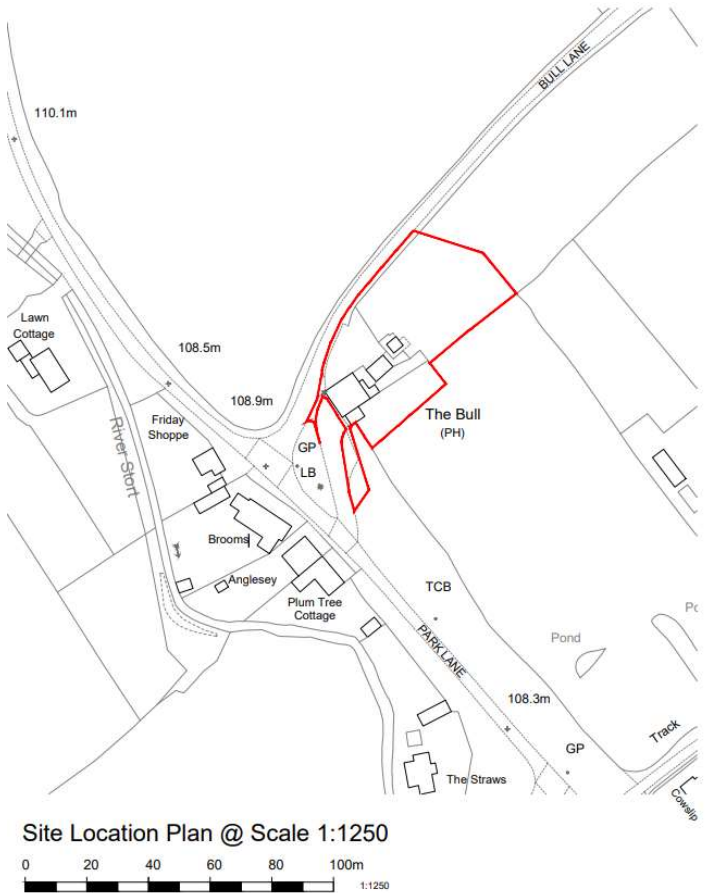 BULL LANE
110.1m
Lawn
Cottage
108.5m
108.9m
Friday
Shoppe
River Stort
The Bull
(PH)
GP
LB
Brooms
Anglesey
Plum Tree
Cottage
TCB
PARK LANE
Pond
108.3m
GP
Track
The Straws
Cowslip
Site Location Plan @ Scale 1:1250
0 20 40 60 80 100m
1:1250